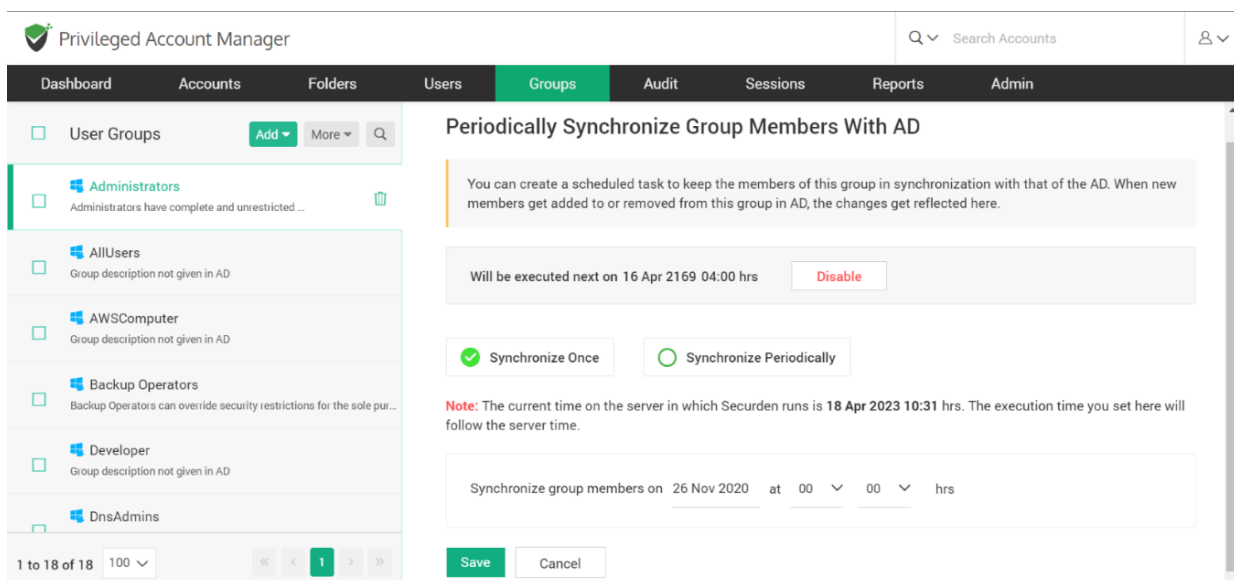 Privileged Account Manager
Search Accounts
Dashboard Accounts Folders Users Groups Audit Sessions Reports Admin
User Groups Add More
Administrators
Administrators have complete and unrestricted ...
AllUsers
Group description not given in AD
AWSComputer
Group description not given in AD
Backup Operators
Backup Operators can override security restrictions for the sole pur...
Developer
Group description not given in AD
DnsAdmins
1 to 18 of 18 100 « < 1 > »
Periodically Synchronize Group Members With AD
You can create a scheduled task to keep the members of this group in synchronization with that of the AD. When new
members get added to or removed from this group in AD, the changes get reflected here.
Will be executed next on 16 Apr 2169 04:00 hrs Disable
Synchronize Once Synchronize Periodically
Note: The current time on the server in which Securden runs is 18 Apr 2023 10:31 hrs. The execution time you set here will
follow the server time.
Synchronize group members on 26 Nov 2020 at 00 00 hrs
Save Cancel